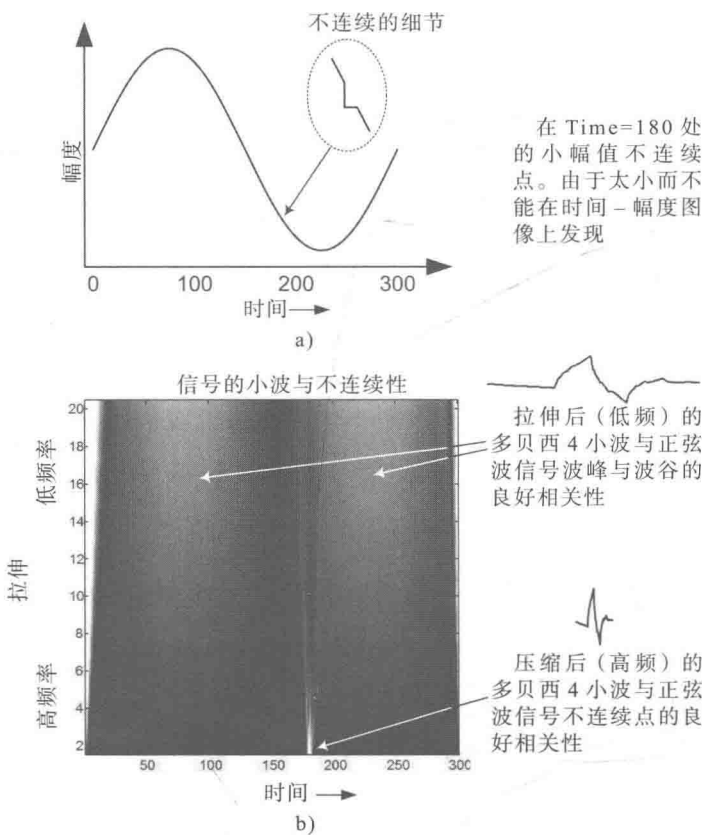 不连续的细节
幅度
0
100
200
300
时间
a)
在 Time=180 处
的小幅值不连续
点。由于太小而不
能在时间–幅度图
像上发现
信号的小波与不连续性
拉伸
低频率
高频率
20
18
16
14
12
10
8
6
4
2
50
100
150
200
250
300
时间
b)
拉伸后（低频）的
多贝西 4 小波与正弦
波信号波峰与波谷的
良好相关性
压缩后（高频）的
多贝西 4 小波与正弦
波信号不连续点的良
好相关性